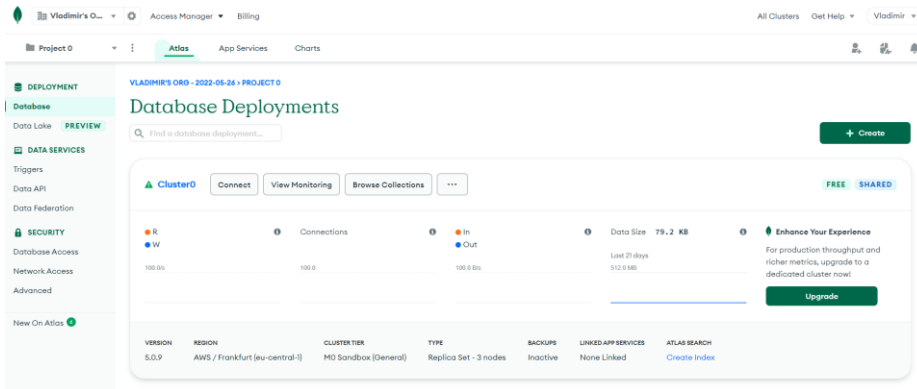 Vladimir's O... Access Manager Billing All Clusters Get Help Vladimir
Project 0 Atlas App Services Charts
DEPLOYMENT
Database
Data Lake PREVIEW
DATA SERVICES
Triggers
Data API
Data Federation
SECURITY
Database Access
Network Access
Advanced
New On Atlas
VLADIMIR'S ORG - 2022-05-26 > PROJECT 0
Database Deployments
Find a database deployment...
+ Create
Cluster0 Connect View Monitoring Browse Collections ... FREE SHARED
R
W
100.0/s
Connections
100.0
In
Out
100.0 B/s
Data Size 79.2 KB
Last 21 days
512.0 MB
Enhance Your Experience
For production throughput and
richer metrics, upgrade to a
dedicated cluster now!
Upgrade
VERSION REGION CLUSTER TIER TYPE BACKUPS LINKED APP SERVICES ATLAS SEARCH
5.0.9 AWS / Frankfurt (eu-central-1) M0 Sandbox (General) Replica Set - 3 nodes Inactive None Linked Create Index